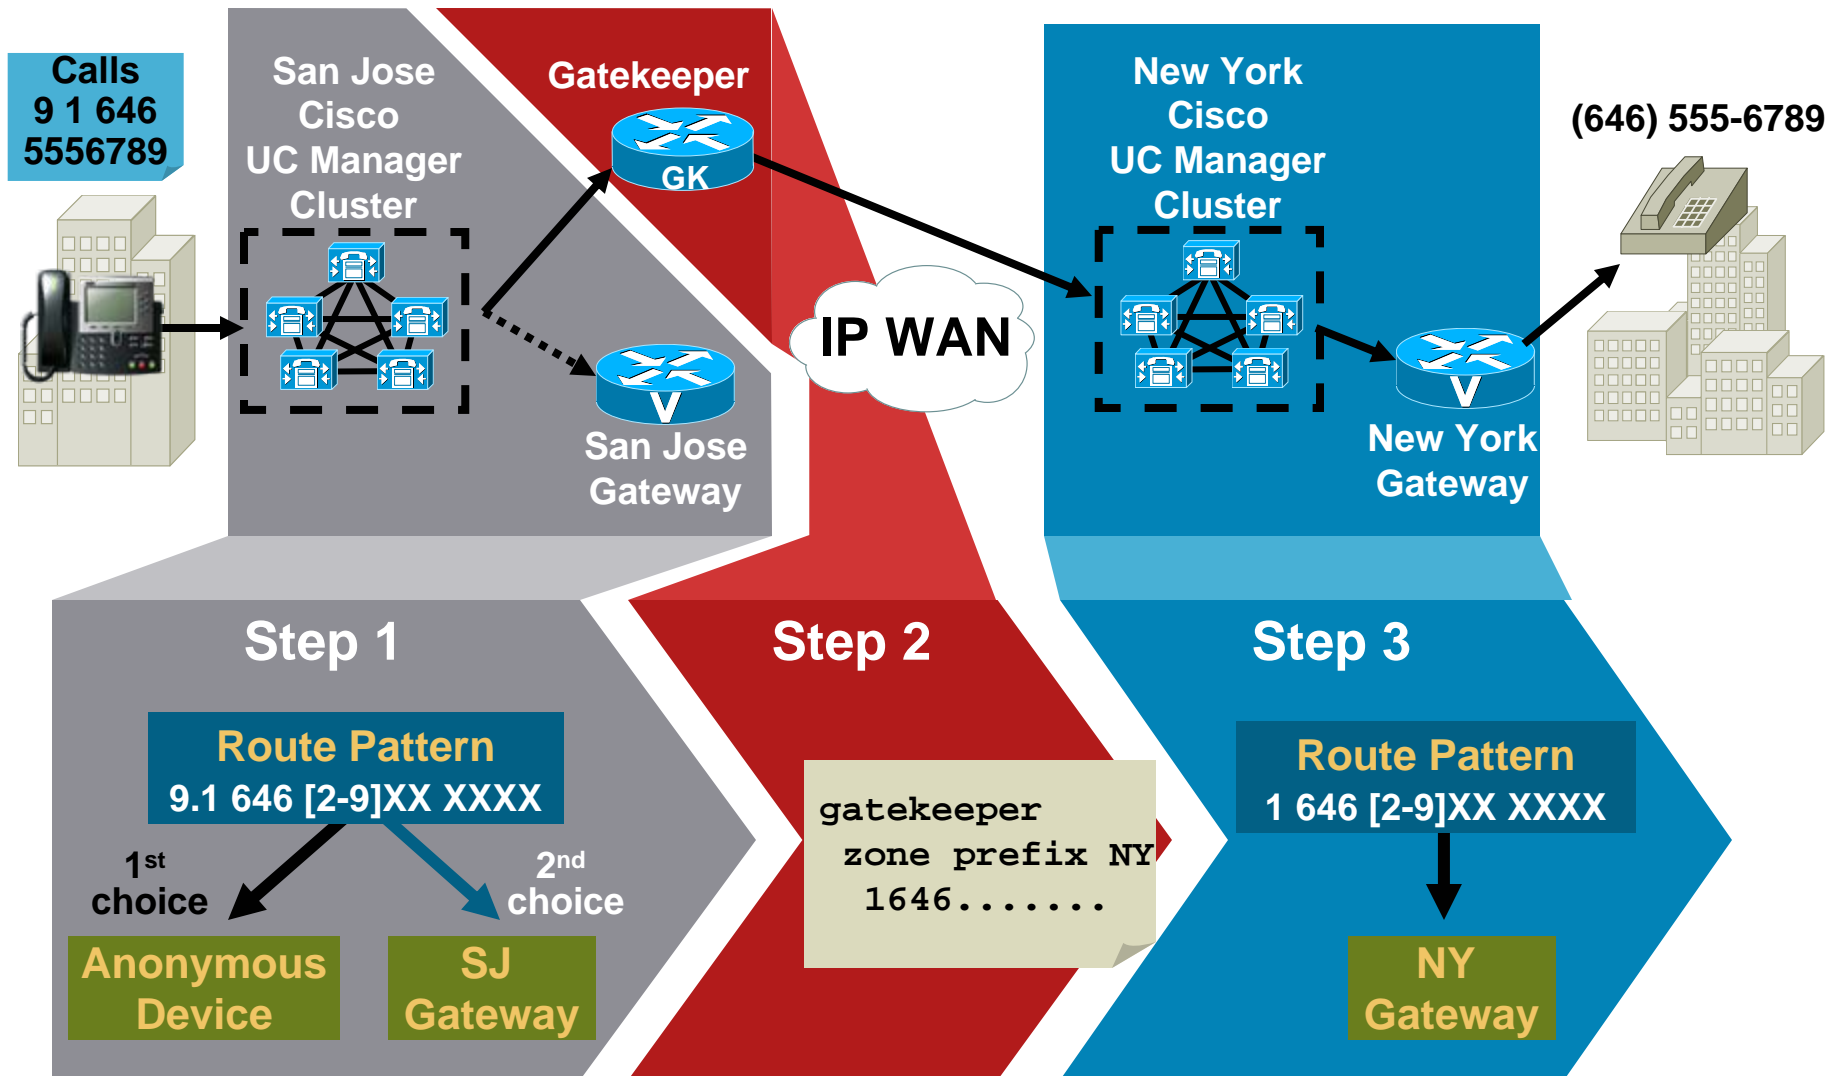 Calls
9 1 646
5556789
San Jose
Cisco
UC Manager
Cluster
Gatekeeper
GK
New York
Cisco
UC Manager
Cluster
(646) 555-6789
IP WAN
V
San Jose
Gateway
V
New York
Gateway
Step 1
Route Pattern
9.1 646 [2-9]XX XXXX
1st
choice
2nd
choice
Anonymous
Device
SJ
Gateway
Step 2
gatekeeper
zone prefix NY
1646.......
Step 3
Route Pattern
1 646 [2-9]XX XXXX
NY
Gateway